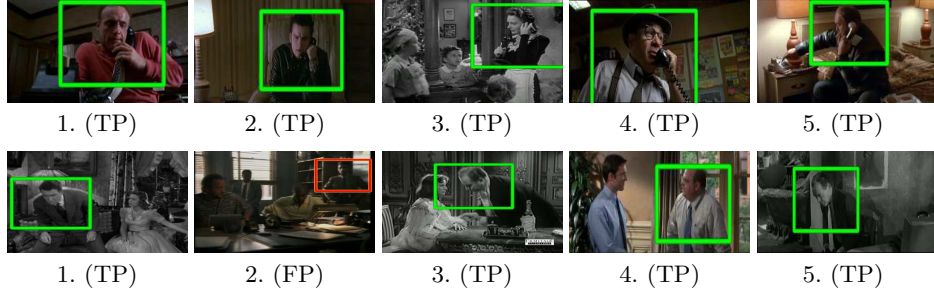 1. (TP) 2. (TP) 3. (TP) 4. (TP) 5. (TP)
1. (TP) 2. (FP) 3. (TP) 4. (TP) 5. (TP)